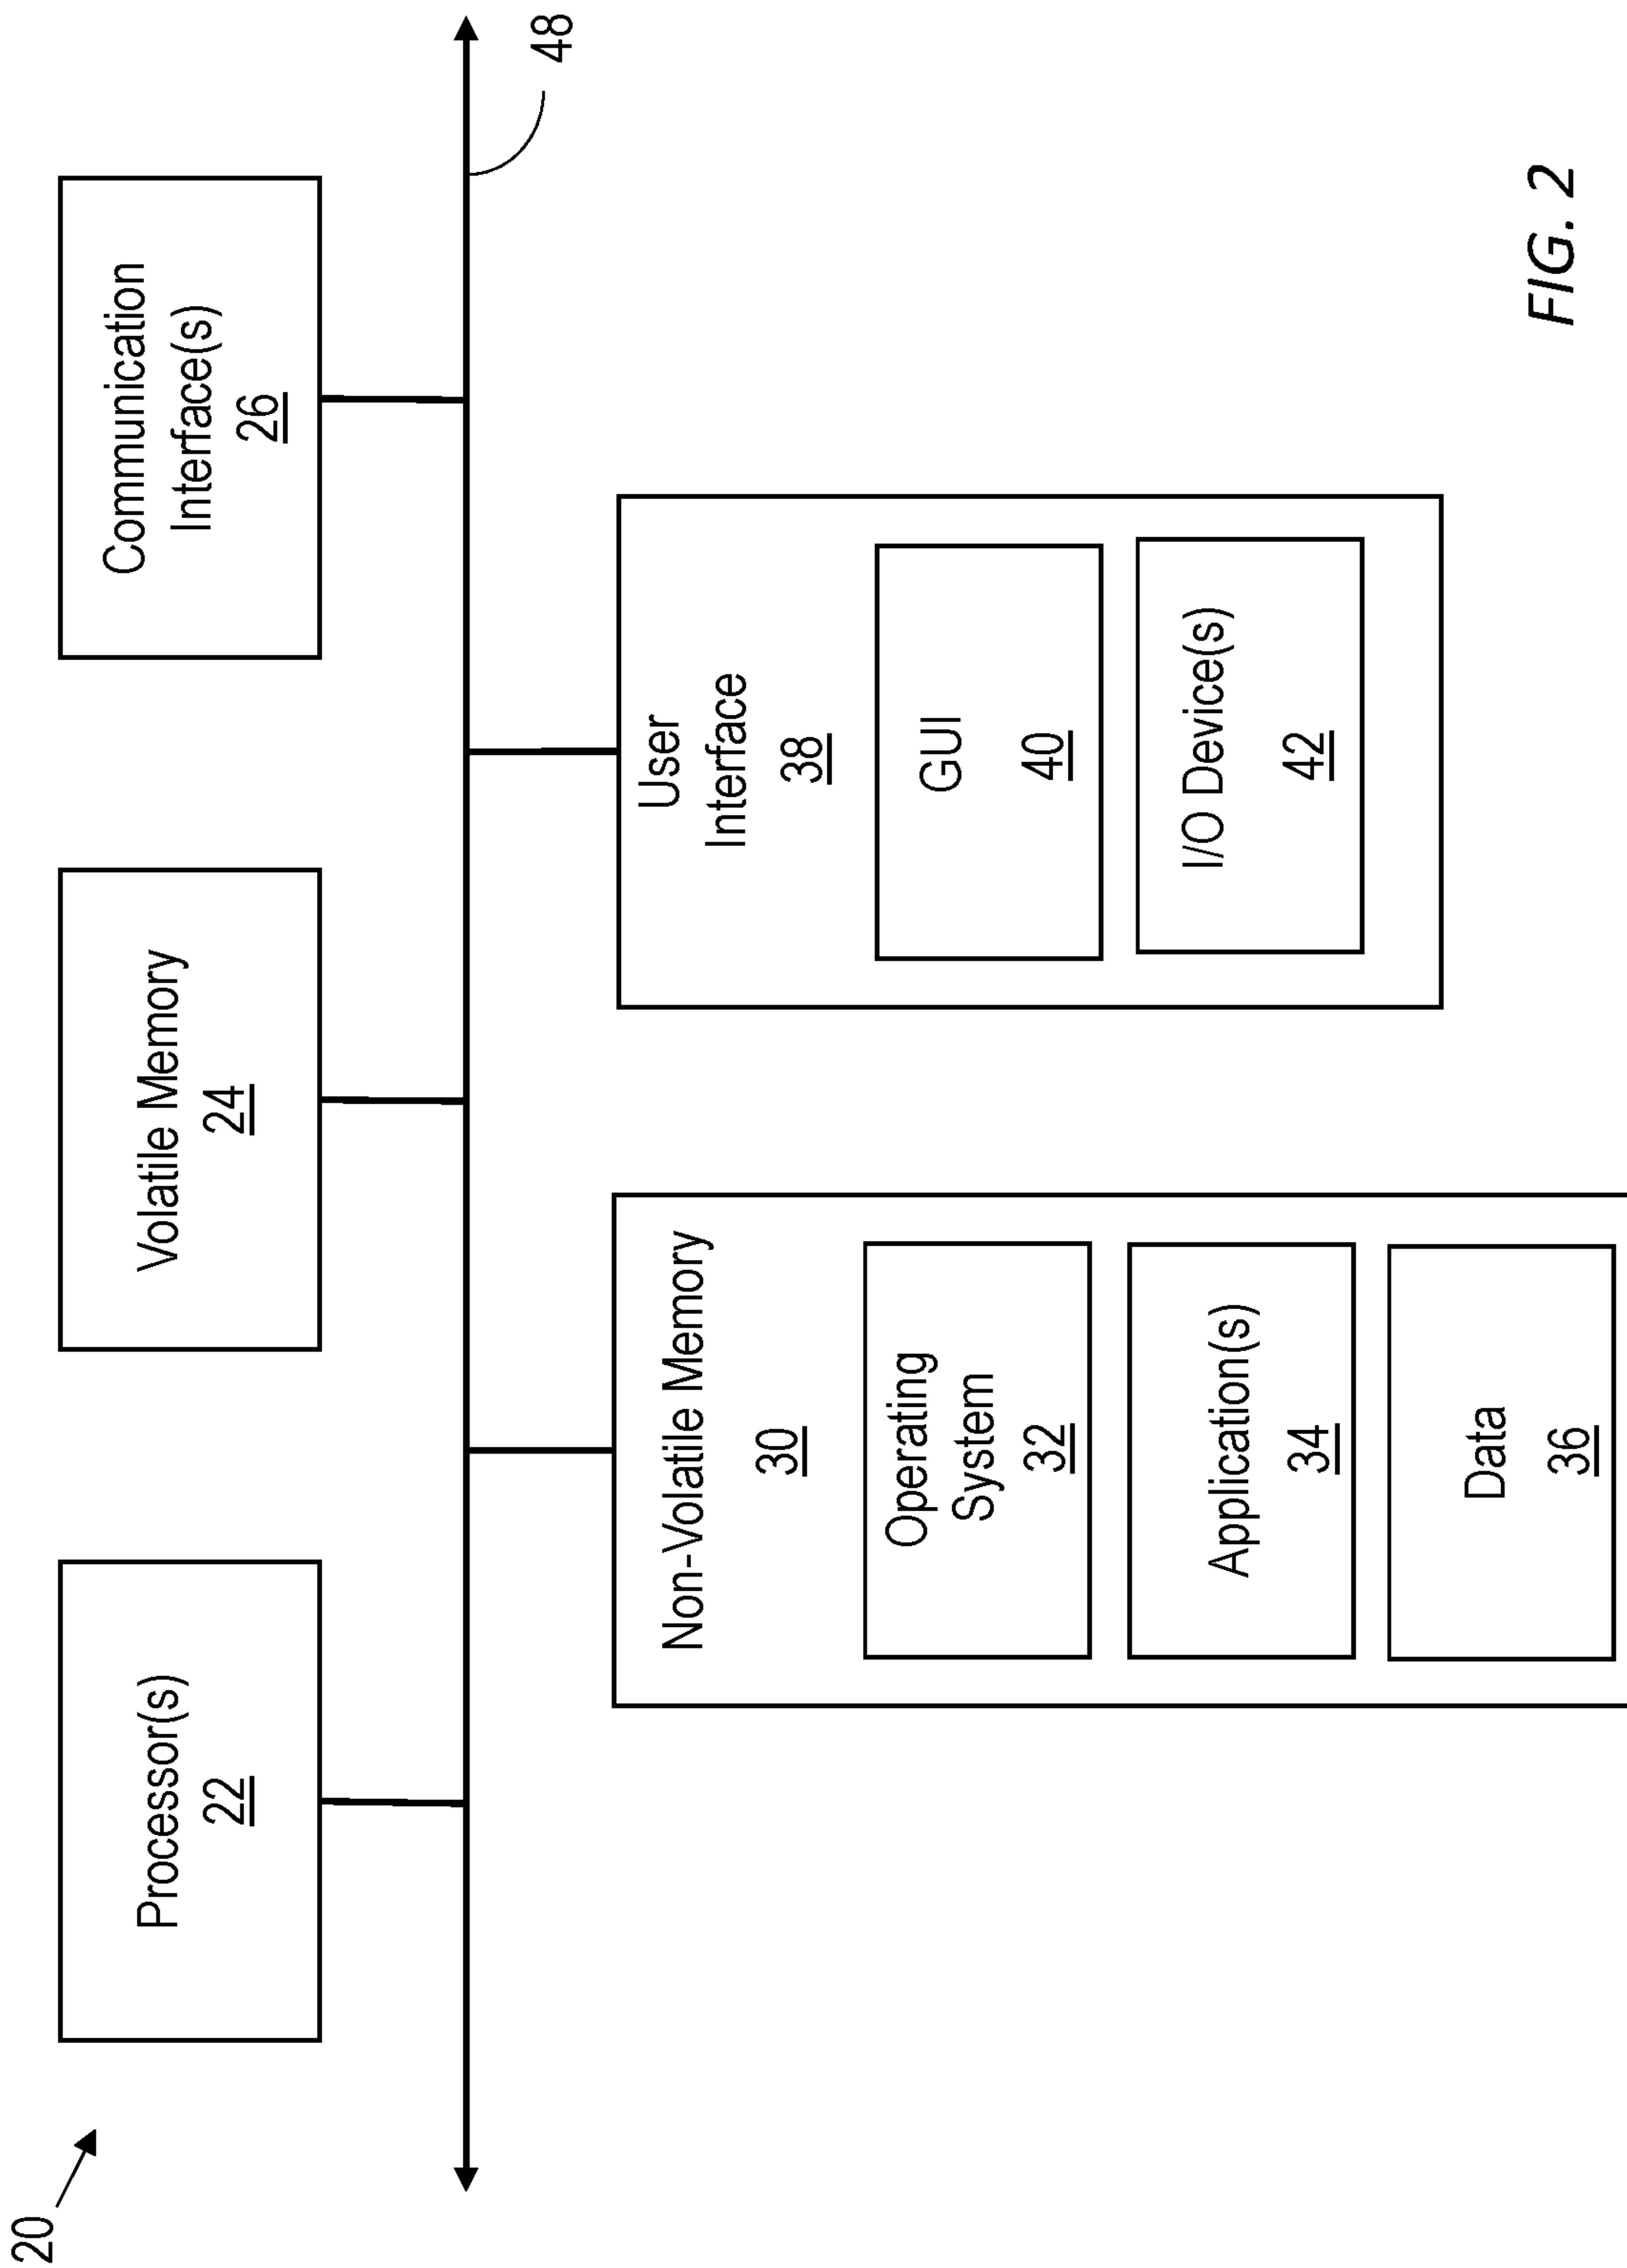 20
Processor(s)
22
Volatile Memory
24
Communication
Interface(s)
26
48
Non-Volatile Memory
30
Operating
System
32
Application(s)
34
Data
36
User
Interface
38
GUI
40
I/O Device(s)
42
FIG. 2